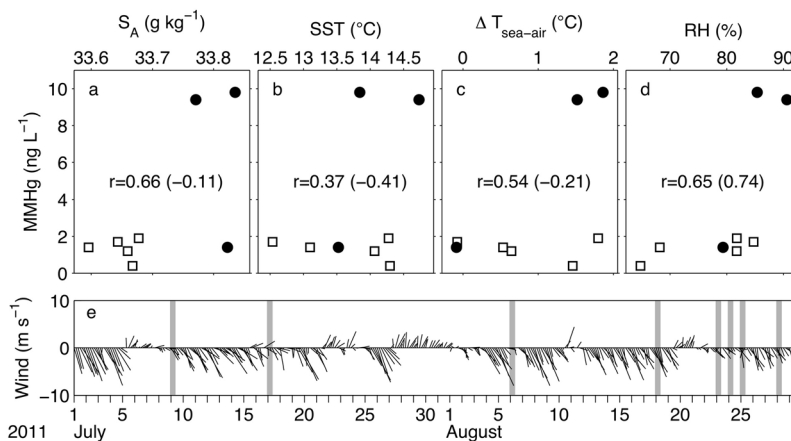 S_A (g kg⁻¹) SST (°C) Δ T_sea−air (°C) RH (%)
33.6 33.7 33.8 12.5 13 13.5 14 14.5 0 1 2 70 80 90
10
8
6
4
2
0
MMHg (ng L⁻¹)
a b c d
r=0.66 (−0.11) r=0.37 (−0.41) r=0.54 (−0.21) r=0.65 (0.74)
10
0
−10
Wind (m s⁻¹)
e
1 5 10 15 20 25 30 1 5 10 15 20 25
2011 July August